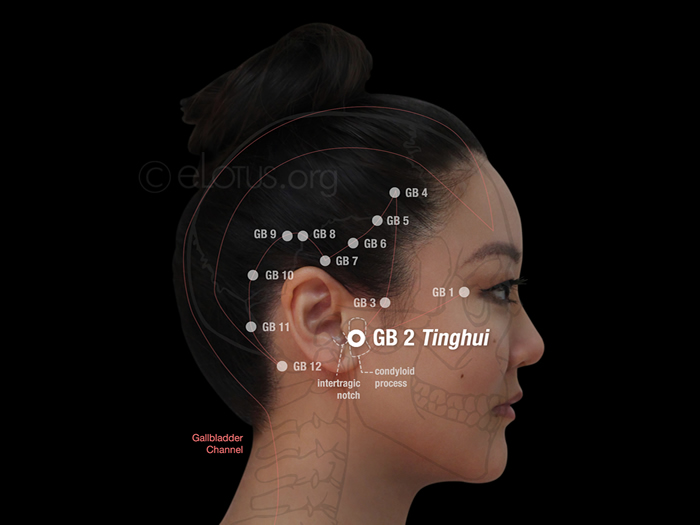 © eLotus.org
GB 4
GB 5
GB 9
GB 8
GB 6
GB 7
GB 10
GB 1
GB 3
GB 11
GB 2 Tinghui
GB 12
condyloid
process
intertragic
notch
Gallbladder
Channel